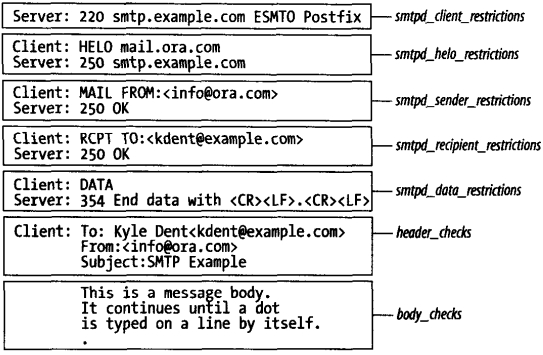 Server: 220 smtp.example.com ESMTO Postfix
smtpd_client_restrictions
Client: HELO mail.ora.com
Server: 250 smtp.example.com
smtpd_helo_restrictions
Client: MAIL FROM:<info@ora.com>
Server: 250 OK
smtpd_sender_restrictions
Client: RCPT TO:<kdent@example.com>
Server: 250 OK
smtpd_recipient_restrictions
Client: DATA
Server: 354 End data with <CR><LF>.<CR><LF>
smtpd_data_restrictions
Client: To: Kyle Dent<kdent@example.com>
From:<info@ora.com>
Subject:SMTP Example
header_checks
This is a message body.
It continues until a dot
is typed on a line by itself.
.
body_checks